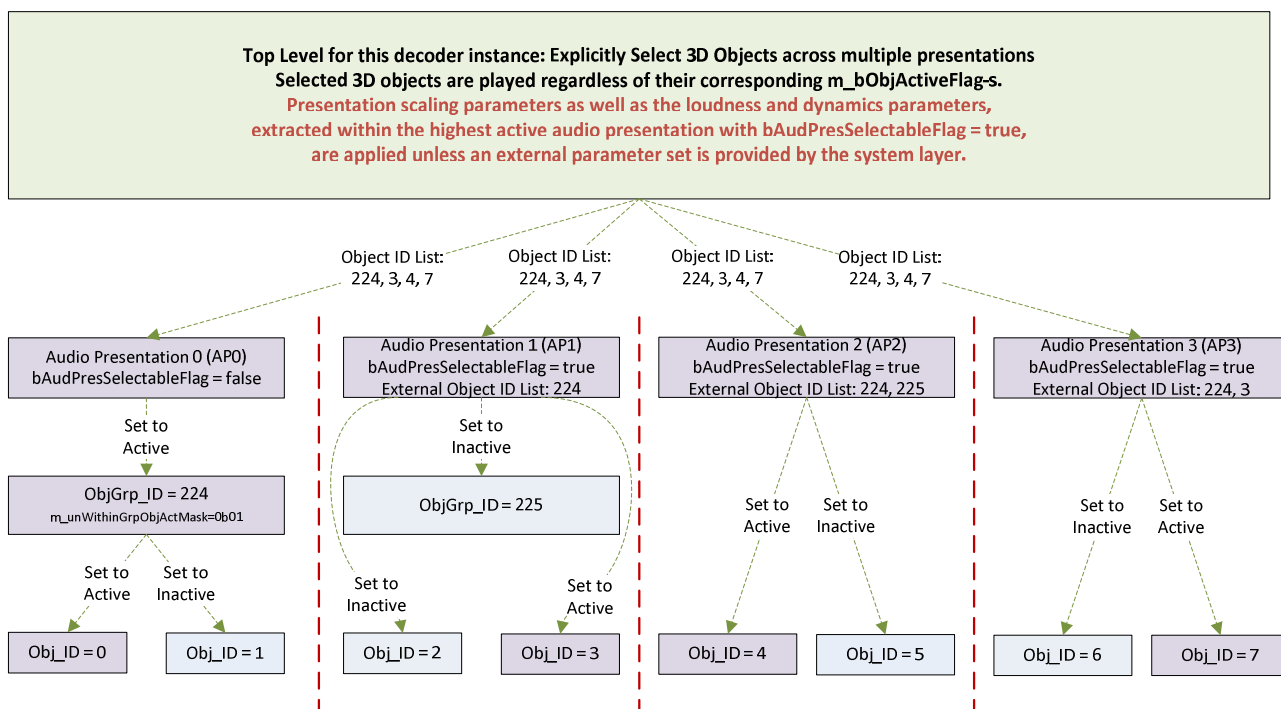 Top Level for this decoder instance: Explicitly Select 3D Objects across multiple presentations
Selected 3D objects are played regardless of their corresponding m_bObjActiveFlag-s.
Presentation scaling parameters as well as the loudness and dynamics parameters,
extracted within the highest active audio presentation with bAudPresSelectableFlag = true,
are applied unless an external parameter set is provided by the system layer.
Object ID List:
224, 3, 4, 7
Object ID List:
224, 3, 4, 7
Object ID List:
224, 3, 4, 7
Object ID List:
224, 3, 4, 7
Audio Presentation 0 (AP0)
bAudPresSelectableFlag = false
Audio Presentation 1 (AP1)
bAudPresSelectableFlag = true
External Object ID List: 224
Audio Presentation 2 (AP2)
bAudPresSelectableFlag = true
External Object ID List: 224, 225
Audio Presentation 3 (AP3)
bAudPresSelectableFlag = true
External Object ID List: 224, 3
Set to
Active
Set to
Inactive
ObjGrp_ID = 224
m_unWithinGrpObjActMask=0b01
ObjGrp_ID = 225
Set to
Active
Set to
Inactive
Set to
Inactive
Set to
Active
Set to
Active
Set to
Inactive
Set to
Inactive
Set to
Active
Obj_ID = 0
Obj_ID = 1
Obj_ID = 2
Obj_ID = 3
Obj_ID = 4
Obj_ID = 5
Obj_ID = 6
Obj_ID = 7